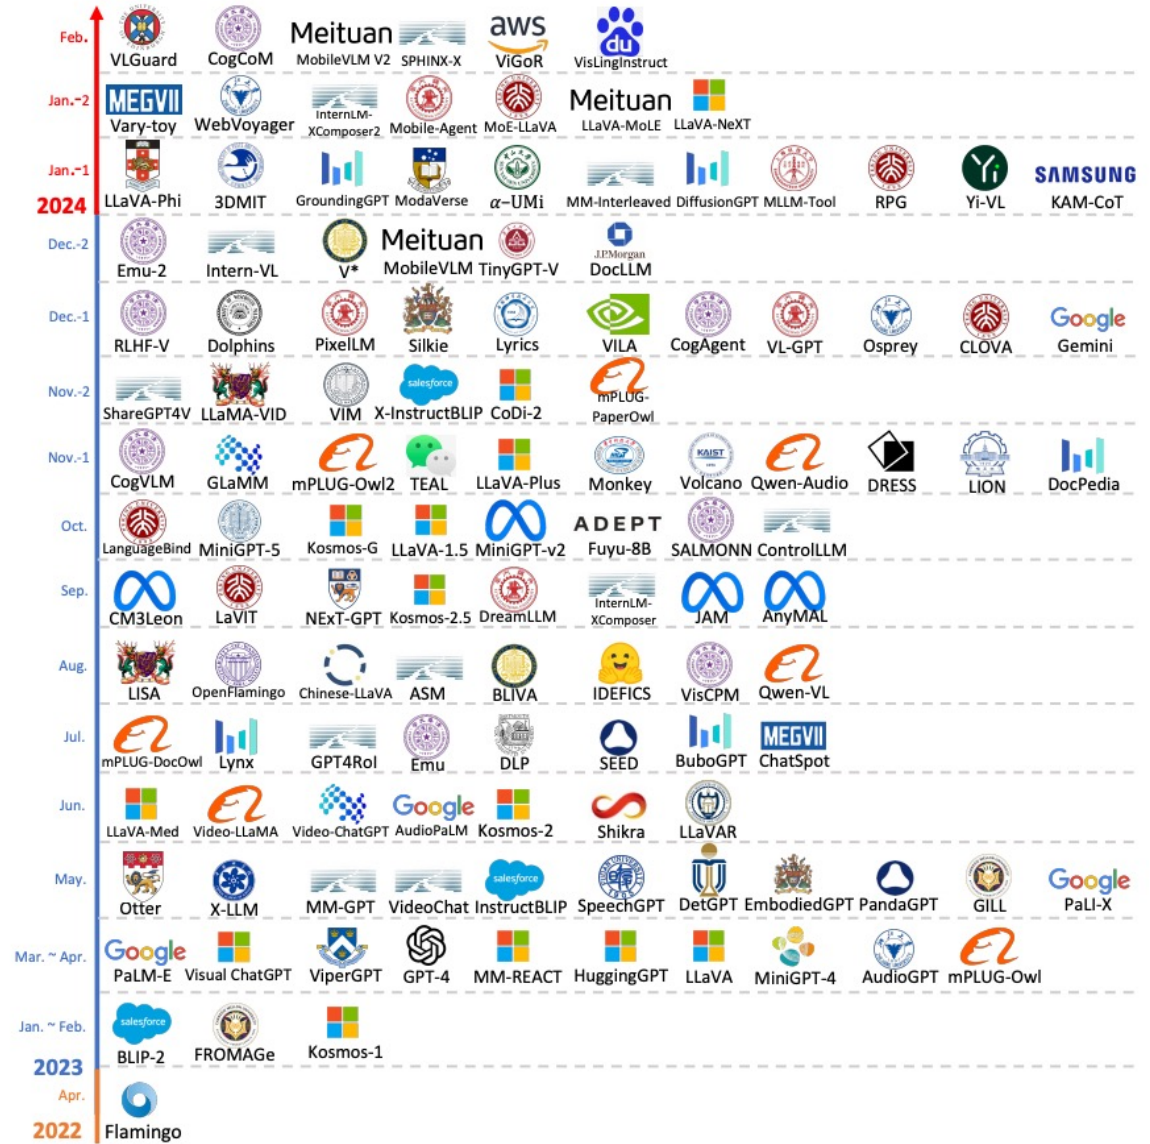 Feb.
Meituan
aws
du
VLGuard CogCoM MobileVLM V2 SPHINX-X ViGoR VisLingInstruct
Jan.-2
MEGVII
Meituan
Vary-toy WebVoyager InternLM-XComposer2 Mobile-Agent MoE-LLaVA LLaVA-MoLE LLaVA-NeXT
Jan.-1
Yi
SAMSUNG
LLaVA-Phi 3DMIT GroundingGPT ModaVerse α-UMi MM-Interleaved DiffusionGPT MLLM-Tool RPG Yi-VL KAM-CoT
2024
Dec.-2
Meituan
J.P.Morgan
Emu-2 Intern-VL V* MobileVLM TinyGPT-V DocLLM
Dec.-1
Google
RLHF-V Dolphins PixelLM Silkie Lyrics VILA CogAgent VL-GPT Osprey CLOVA Gemini
Nov.-2
salesforce
ShareGPT4V LLaMA-VID VIM X-InstructBLIP CoDi-2 mPLUG-PaperOwl
Nov.-1
KAIST
CogVLM GLaMM mPLUG-Owl2 TEAL LLaVA-Plus Monkey Volcano Qwen-Audio DRESS LION DocPedia
Oct.
ADEPT
LanguageBind MiniGPT-5 Kosmos-G LLaVA-1.5 MiniGPT-v2 Fuyu-8B SALMONN ControlLLM
Sep.
CM3Leon LaVIT NExT-GPT Kosmos-2.5 DreamLLM InternLM-XComposer JAM AnyMAL
Aug.
LISA OpenFlamingo Chinese-LLaVA ASM BLIVA IDEFICS VisCPM Qwen-VL
Jul.
MEGVII
mPLUG-DocOwl Lynx GPT4RoI Emu DLP SEED BuboGPT ChatSpot
Jun.
Google
LLaVA-Med Video-LLaMA Video-ChatGPT AudioPaLM Kosmos-2 Shikra LLaVAR
May.
salesforce
Google
Otter X-LLM MM-GPT VideoChat InstructBLIP SpeechGPT DetGPT EmbodiedGPT PandaGPT GILL PaLI-X
Mar. ~ Apr.
Google
PaLM-E Visual ChatGPT ViperGPT GPT-4 MM-REACT HuggingGPT LLaVA MiniGPT-4 AudioGPT mPLUG-Owl
Jan. ~ Feb.
salesforce
BLIP-2 FROMAGe Kosmos-1
2023
Apr.
2022
Flamingo